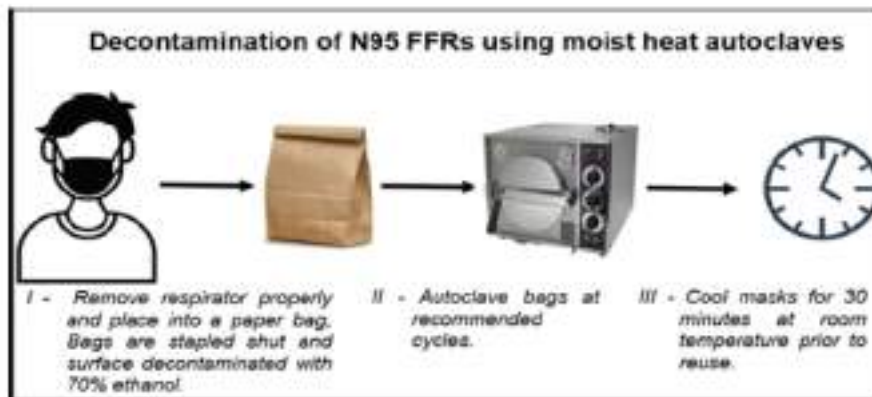 Decontamination of N95 FFRs using moist heat autoclaves
I - Remove respirator properly
and place into a paper bag.
Bags are stapled shut and
surface decontaminated with
70% ethanol.
II - Autoclave bags at
recommended
cycles.
III - Cool masks for 30
minutes at room
temperature prior to
reuse.